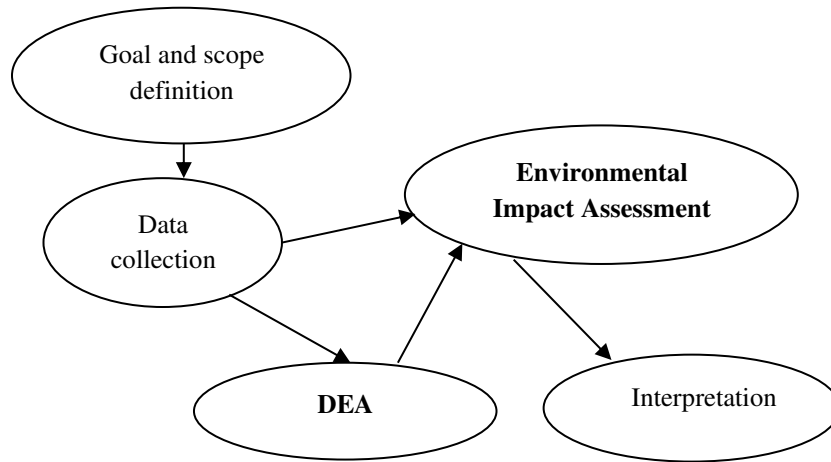 Goal and scope
definition
Environmental
Impact Assessment
Data
collection
DEA
Interpretation